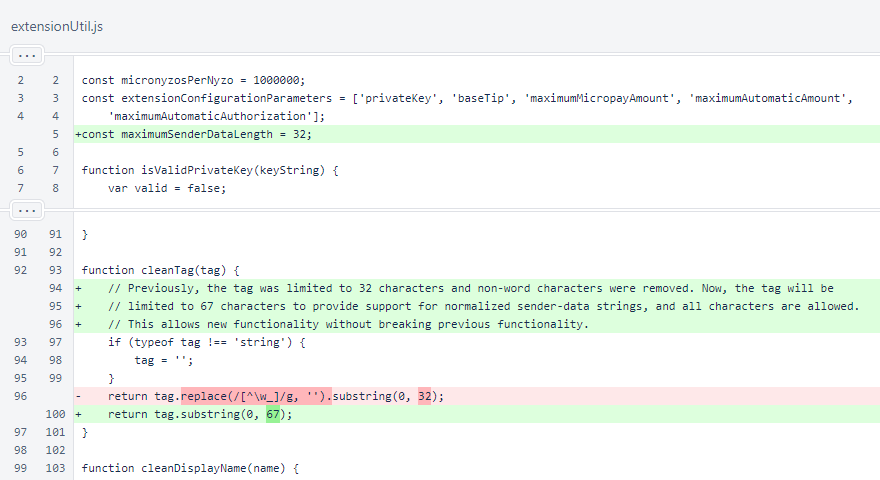 extensionUtil.js
...
2 2 const micronyzosPerNyzo = 1000000;
3 3 const extensionConfigurationParameters = ['privateKey', 'baseTip', 'maximumMicropayAmount', 'maximumAutomaticAmount',
4 4 'maximumAutomaticAuthorization'];
5 +const maximumSenderDataLength = 32;
5 6
6 7 function isValidPrivateKey(keyString) {
7 8 var valid = false;
...
90 91 }
91 92
92 93 function cleanTag(tag) {
94 + // Previously, the tag was limited to 32 characters and non-word characters were removed. Now, the tag will be
95 + // limited to 67 characters to provide support for normalized sender-data strings, and all characters are allowed.
96 + // This allows new functionality without breaking previous functionality.
93 97 if (typeof tag !== 'string') {
94 98 tag = '';
95 99 }
96 - return tag.replace(/[^\w_]/g, '').substring(0, 32);
100 + return tag.substring(0, 67);
97 101 }
98 102
99 103 function cleanDisplayName(name) {